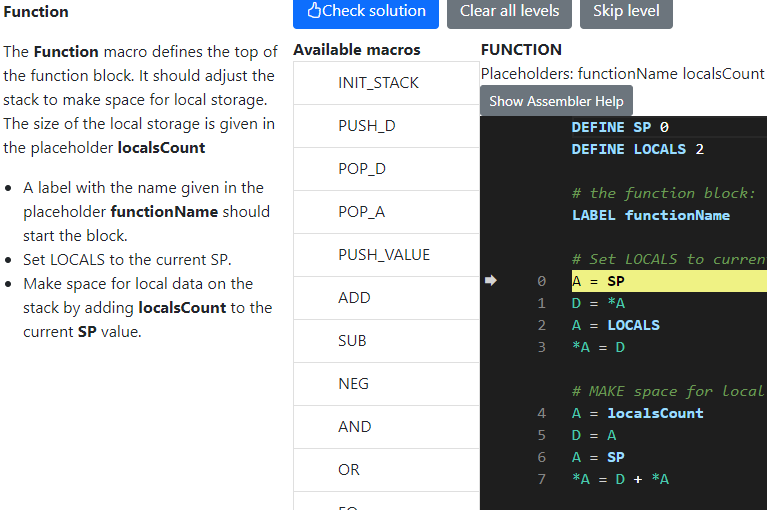 Function
The Function macro defines the top of
the function block. It should adjust the
stack to make space for local storage.
The size of the local storage is given in
the placeholder localsCount
A label with the name given in the
placeholder functionName should
start the block.
Set LOCALS to the current SP.
Make space for local data on the
stack by adding localsCount to the
current SP value.
Check solution
Clear all levels
Skip level
Available macros
INIT_STACK
PUSH_D
POP_D
POP_A
PUSH_VALUE
ADD
SUB
NEG
AND
OR
FUNCTION
Placeholders: functionName localsCount
Show Assembler Help
DEFINE SP 0
DEFINE LOCALS 2
# the function block:
LABEL functionName
# Set LOCALS to curren
0 A = SP
1 D = *A
2 A = LOCALS
3 *A = D
# MAKE space for local
4 A = localsCount
5 D = A
6 A = SP
7 *A = D + *A